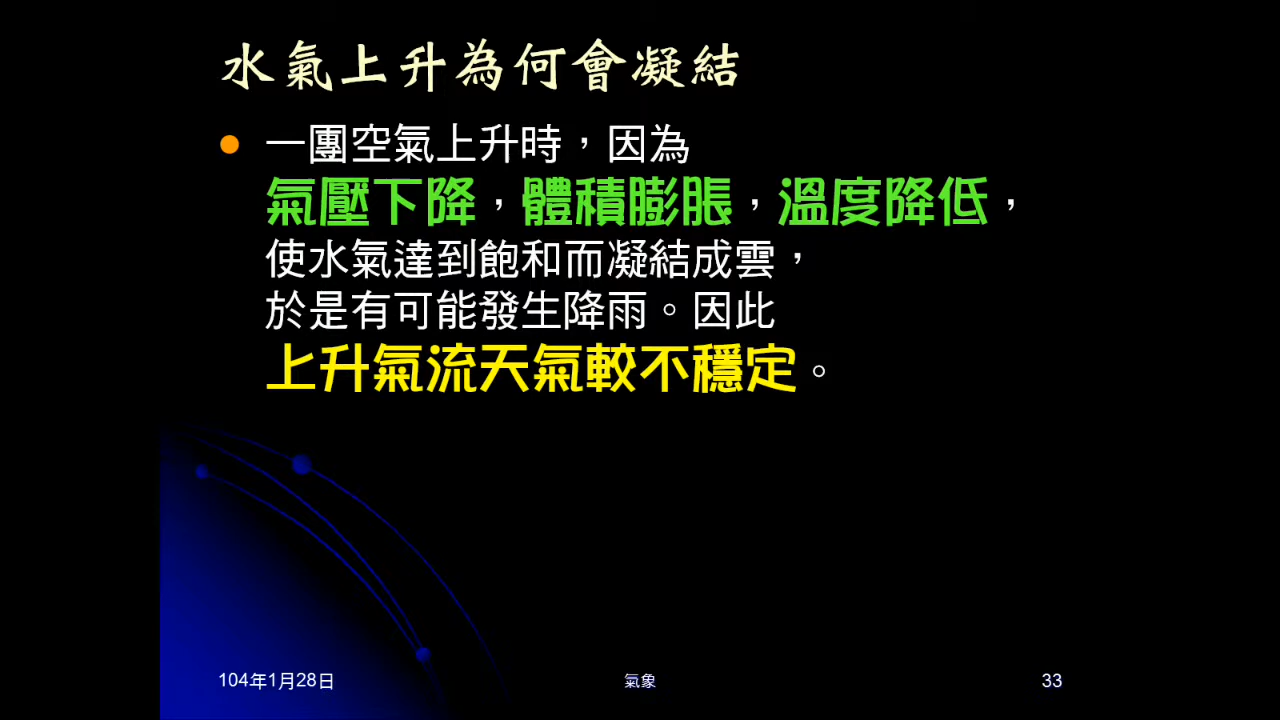 水氣上升為何會凝結
一團空氣上升時，因為
氣壓下降，體積膨脹，溫度降低，
使水氣達到飽和而凝結成雲，
於是有可能發生降雨。因此
上升氣流天氣較不穩定。
104年1月28日
氣象
33